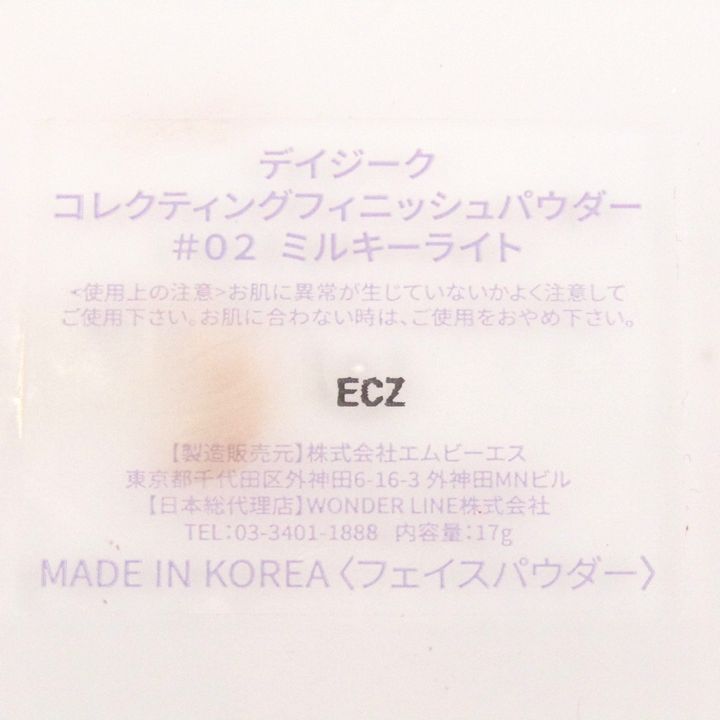 デイジーク
コレクティングフィニッシュパウダー
#02 ミルキーライト
<使用上の注意>お肌に異常が生じていないかよく注意して
ご使用下さい。お肌に合わない時は、ご使用をおやめ下さい。
ECZ
【製造販売元】株式会社エムビーエス
東京都千代田区外神田6-16-3 外神田MNビル
【日本総代理店】WONDER LINE株式会社
TEL:03-3401-1888 内容量:17g
MADE IN KOREA〈フェイスパウダー〉